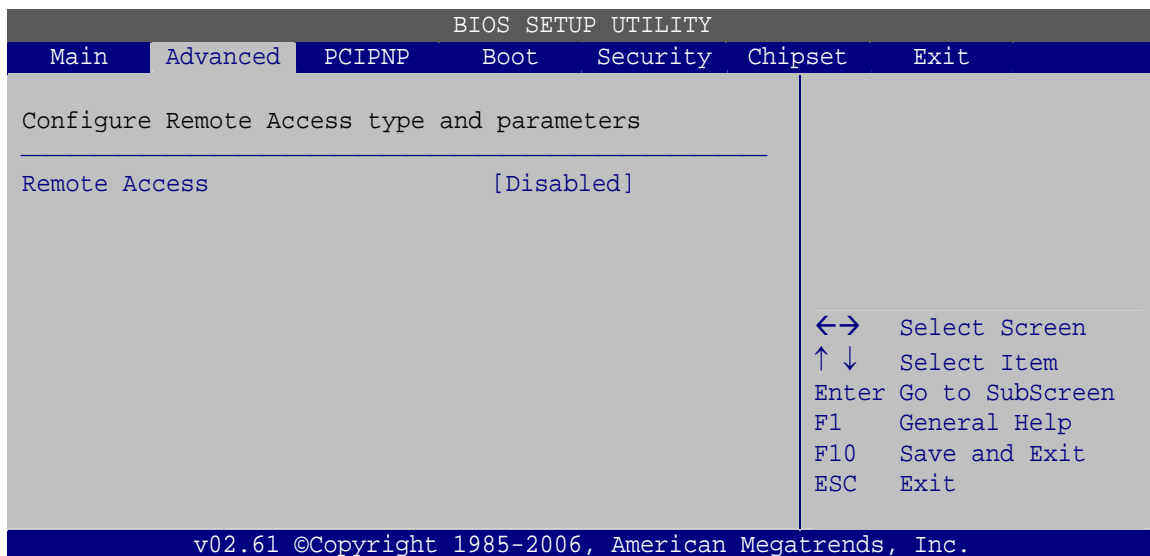 BIOS SETUP UTILITY
Main Advanced PCIPNP Boot Security Chipset Exit
Configure Remote Access type and parameters
Remote Access [Disabled]
←→ Select Screen
↑ ↓ Select Item
Enter Go to SubScreen
F1 General Help
F10 Save and Exit
ESC Exit
v02.61 ©Copyright 1985-2006, American Megatrends, Inc.